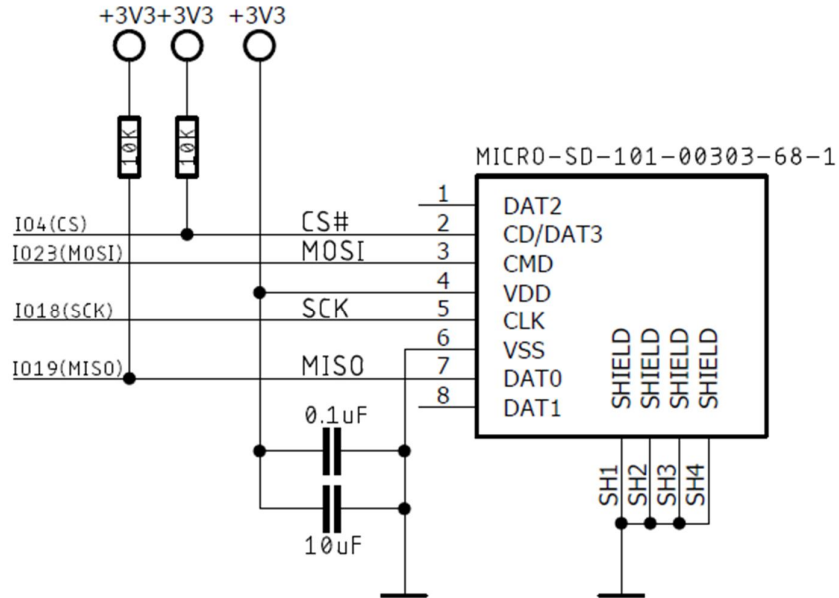 +3V3+3V3 +3V3
10K 10K
MICRO-SD-101-00303-68-1
IO4(CS) CS# 2 CD/DAT3
1 DAT2
IO23(MOSI) MOSI 3 CMD
4 VDD
IO18(SCK) SCK 5 CLK
6 VSS
IO19(MISO) MISO 7 DAT0
8 DAT1
SHIELD SHIELD SHIELD SHIELD
0.1uF
SH1 SH2 SH3 SH4
10uF